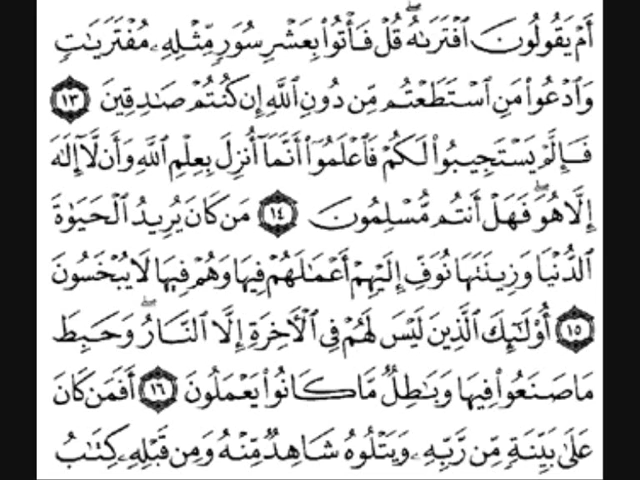 أَمْ يَقُولُونَ ٱفْتَرَىٰهُ ۖ قُلْ فَأْتُوا۟ بِعَشْرِ سُوَرٍ مِّثْلِهِۦ مُفْتَرَيَٰتٍ
وَٱدْعُوا۟ مَنِ ٱسْتَطَعْتُم مِّن دُونِ ٱللَّهِ إِن كُنتُمْ صَٰدِقِينَ ١٣
فَإِلَّمْ يَسْتَجِيبُوا۟ لَكُمْ فَٱعْلَمُوٓا۟ أَنَّمَآ أُنزِلَ بِعِلْمِ ٱللَّهِ وَأَن لَّآ إِلَٰهَ
إِلَّا هُوَ ۖ فَهَلْ أَنتُم مُّسْلِمُونَ ١٤ مَن كَانَ يُرِيدُ ٱلْحَيَوٰةَ
ٱلدُّنْيَا وَزِينَتَهَا نُوَفِّ إِلَيْهِمْ أَعْمَٰلَهُمْ فِيهَا وَهُمْ فِيهَا لَا يُبْخَسُونَ
١٥ أُو۟لَٰٓئِكَ ٱلَّذِينَ لَيْسَ لَهُمْ فِى ٱلْءَاخِرَةِ إِلَّا ٱلنَّارُ ۖ وَحَبِطَ
مَا صَنَعُوا۟ فِيهَا وَبَٰطِلٌ مَّا كَانُوا۟ يَعْمَلُونَ ١٦ أَفَمَن كَانَ
عَلَىٰ بَيِّنَةٍ مِّن رَّبِّهِۦ وَيَتْلُوهُ شَاهِدٌ مِّنْهُ وَمِن قَبْلِهِۦ كِتَٰبُ